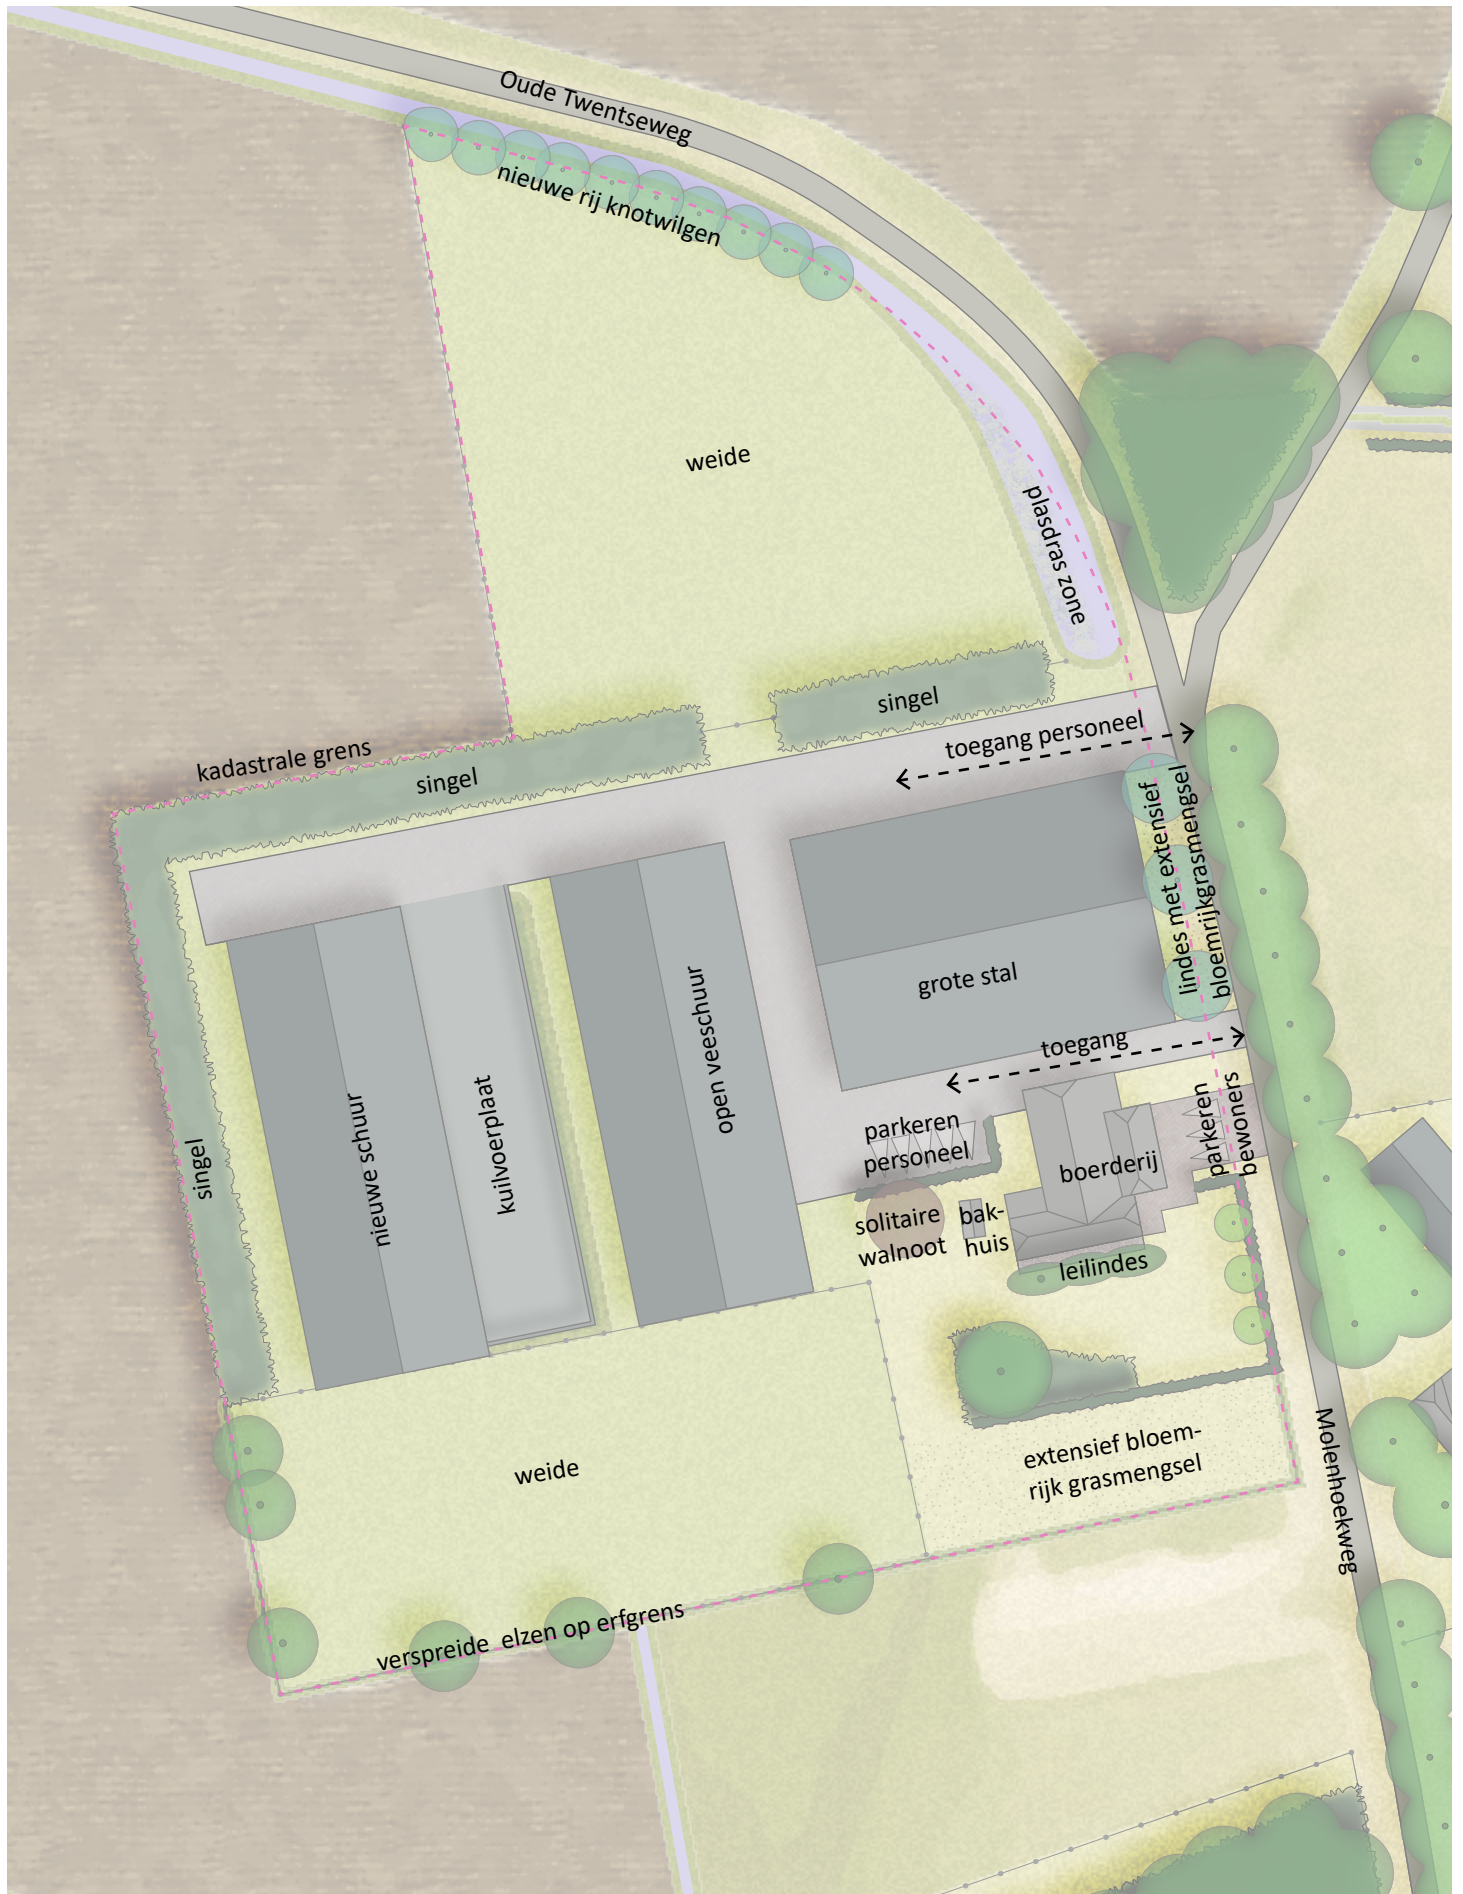 Oude Twentseweg
nieuwe rij knotwilgen
weide
plasdras zone
singel
toegang personeel
kadastrale grens
singel
lindes met extensief
bloemrijkgrasmengsel
grote stal
open veeschuur
toegang
kuilvoerplaat
nieuwe schuur
singel
parkeren
personeel
parkeren
bewoners
boerderij
solitaire
walnoot
bak-
huis
leilindes
extensief bloem-
rijk grasmengsel
weide
Molenhoekweg
verspreide elzen op erfgrens